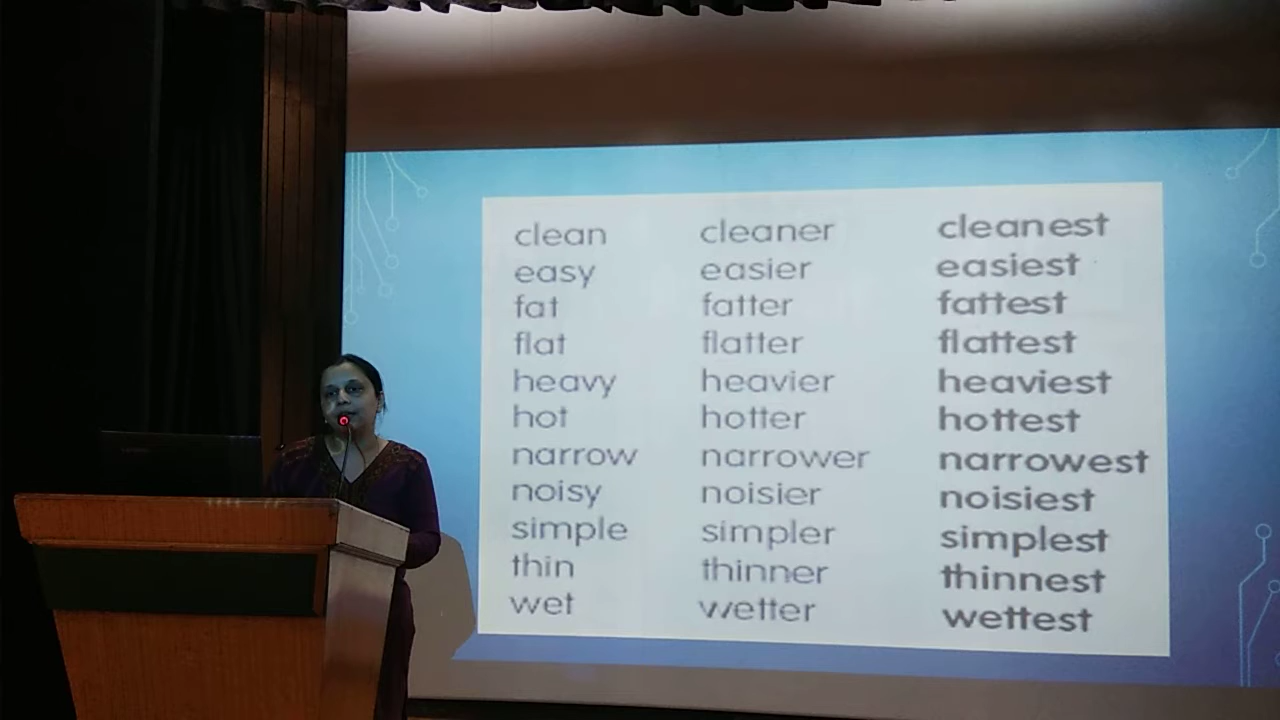 clean cleaner cleanest
easy easier easiest
fat fatter fattest
flat flatter flattest
heavy heavier heaviest
hot hotter hottest
narrow narrower narrowest
noisy noisier noisiest
simple simpler simplest
thin thinner thinnest
wet wetter wettest